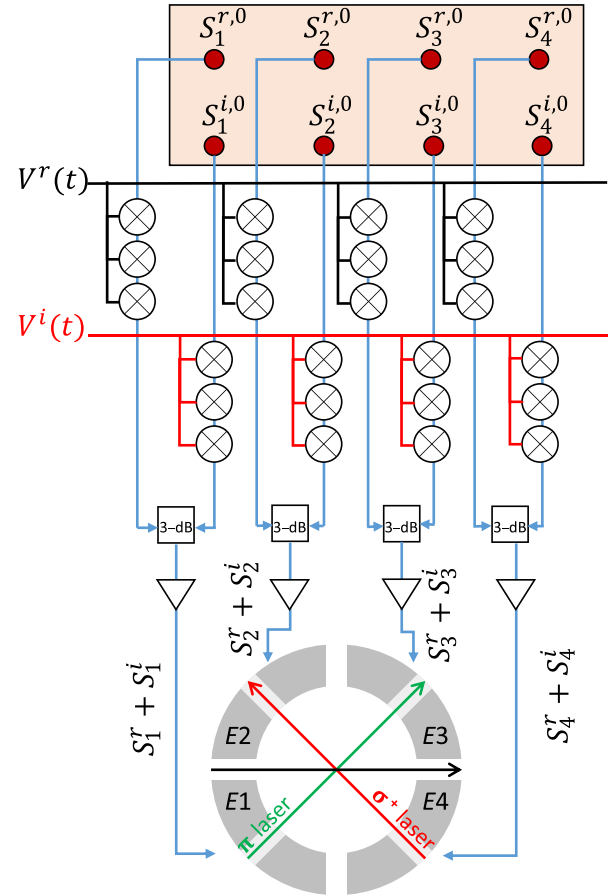 S₁^{r,0} S₂^{r,0} S₃^{r,0} S₄^{r,0}
S₁^{i,0} S₂^{i,0} S₃^{i,0} S₄^{i,0}
V^r(t)
V^i(t)
3–dB 3–dB 3–dB 3–dB
S₁^r + S₁^i
S₂^r + S₂^i
S₃^r + S₃^i
S₄^r + S₄^i
E2 E3
E1 E4
π laser
σ⁺ laser